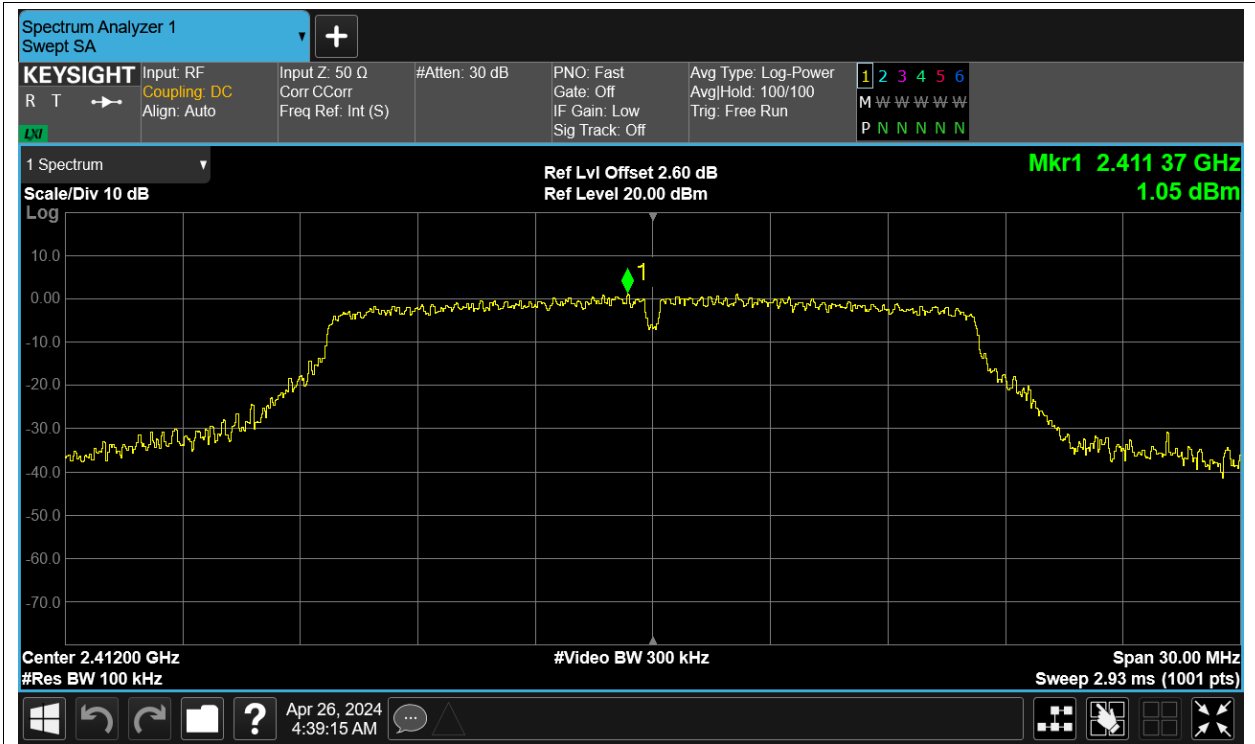 Spectrum Analyzer 1
Swept SA
KEYSIGHT
R T
LXI
Input: RF
Coupling: DC
Align: Auto
Input Z: 50 Ω
Corr CCorr
Freq Ref: Int (S)
#Atten: 30 dB
PNO: Fast
Gate: Off
IF Gain: Low
Sig Track: Off
Avg Type: Log-Power
Avg|Hold: 100/100
Trig: Free Run
1 2 3 4 5 6
M W W W W W
P N N N N N
1 Spectrum
Scale/Div 10 dB
Log
Ref Lvl Offset 2.60 dB
Ref Level 20.00 dBm
Mkr1 2.411 37 GHz
1.05 dBm
10.0
0.00
-10.0
-20.0
-30.0
-40.0
-50.0
-60.0
-70.0
1
Center 2.41200 GHz
#Res BW 100 kHz
#Video BW 300 kHz
Span 30.00 MHz
Sweep 2.93 ms (1001 pts)
?
Apr 26, 2024
4:39:15 AM